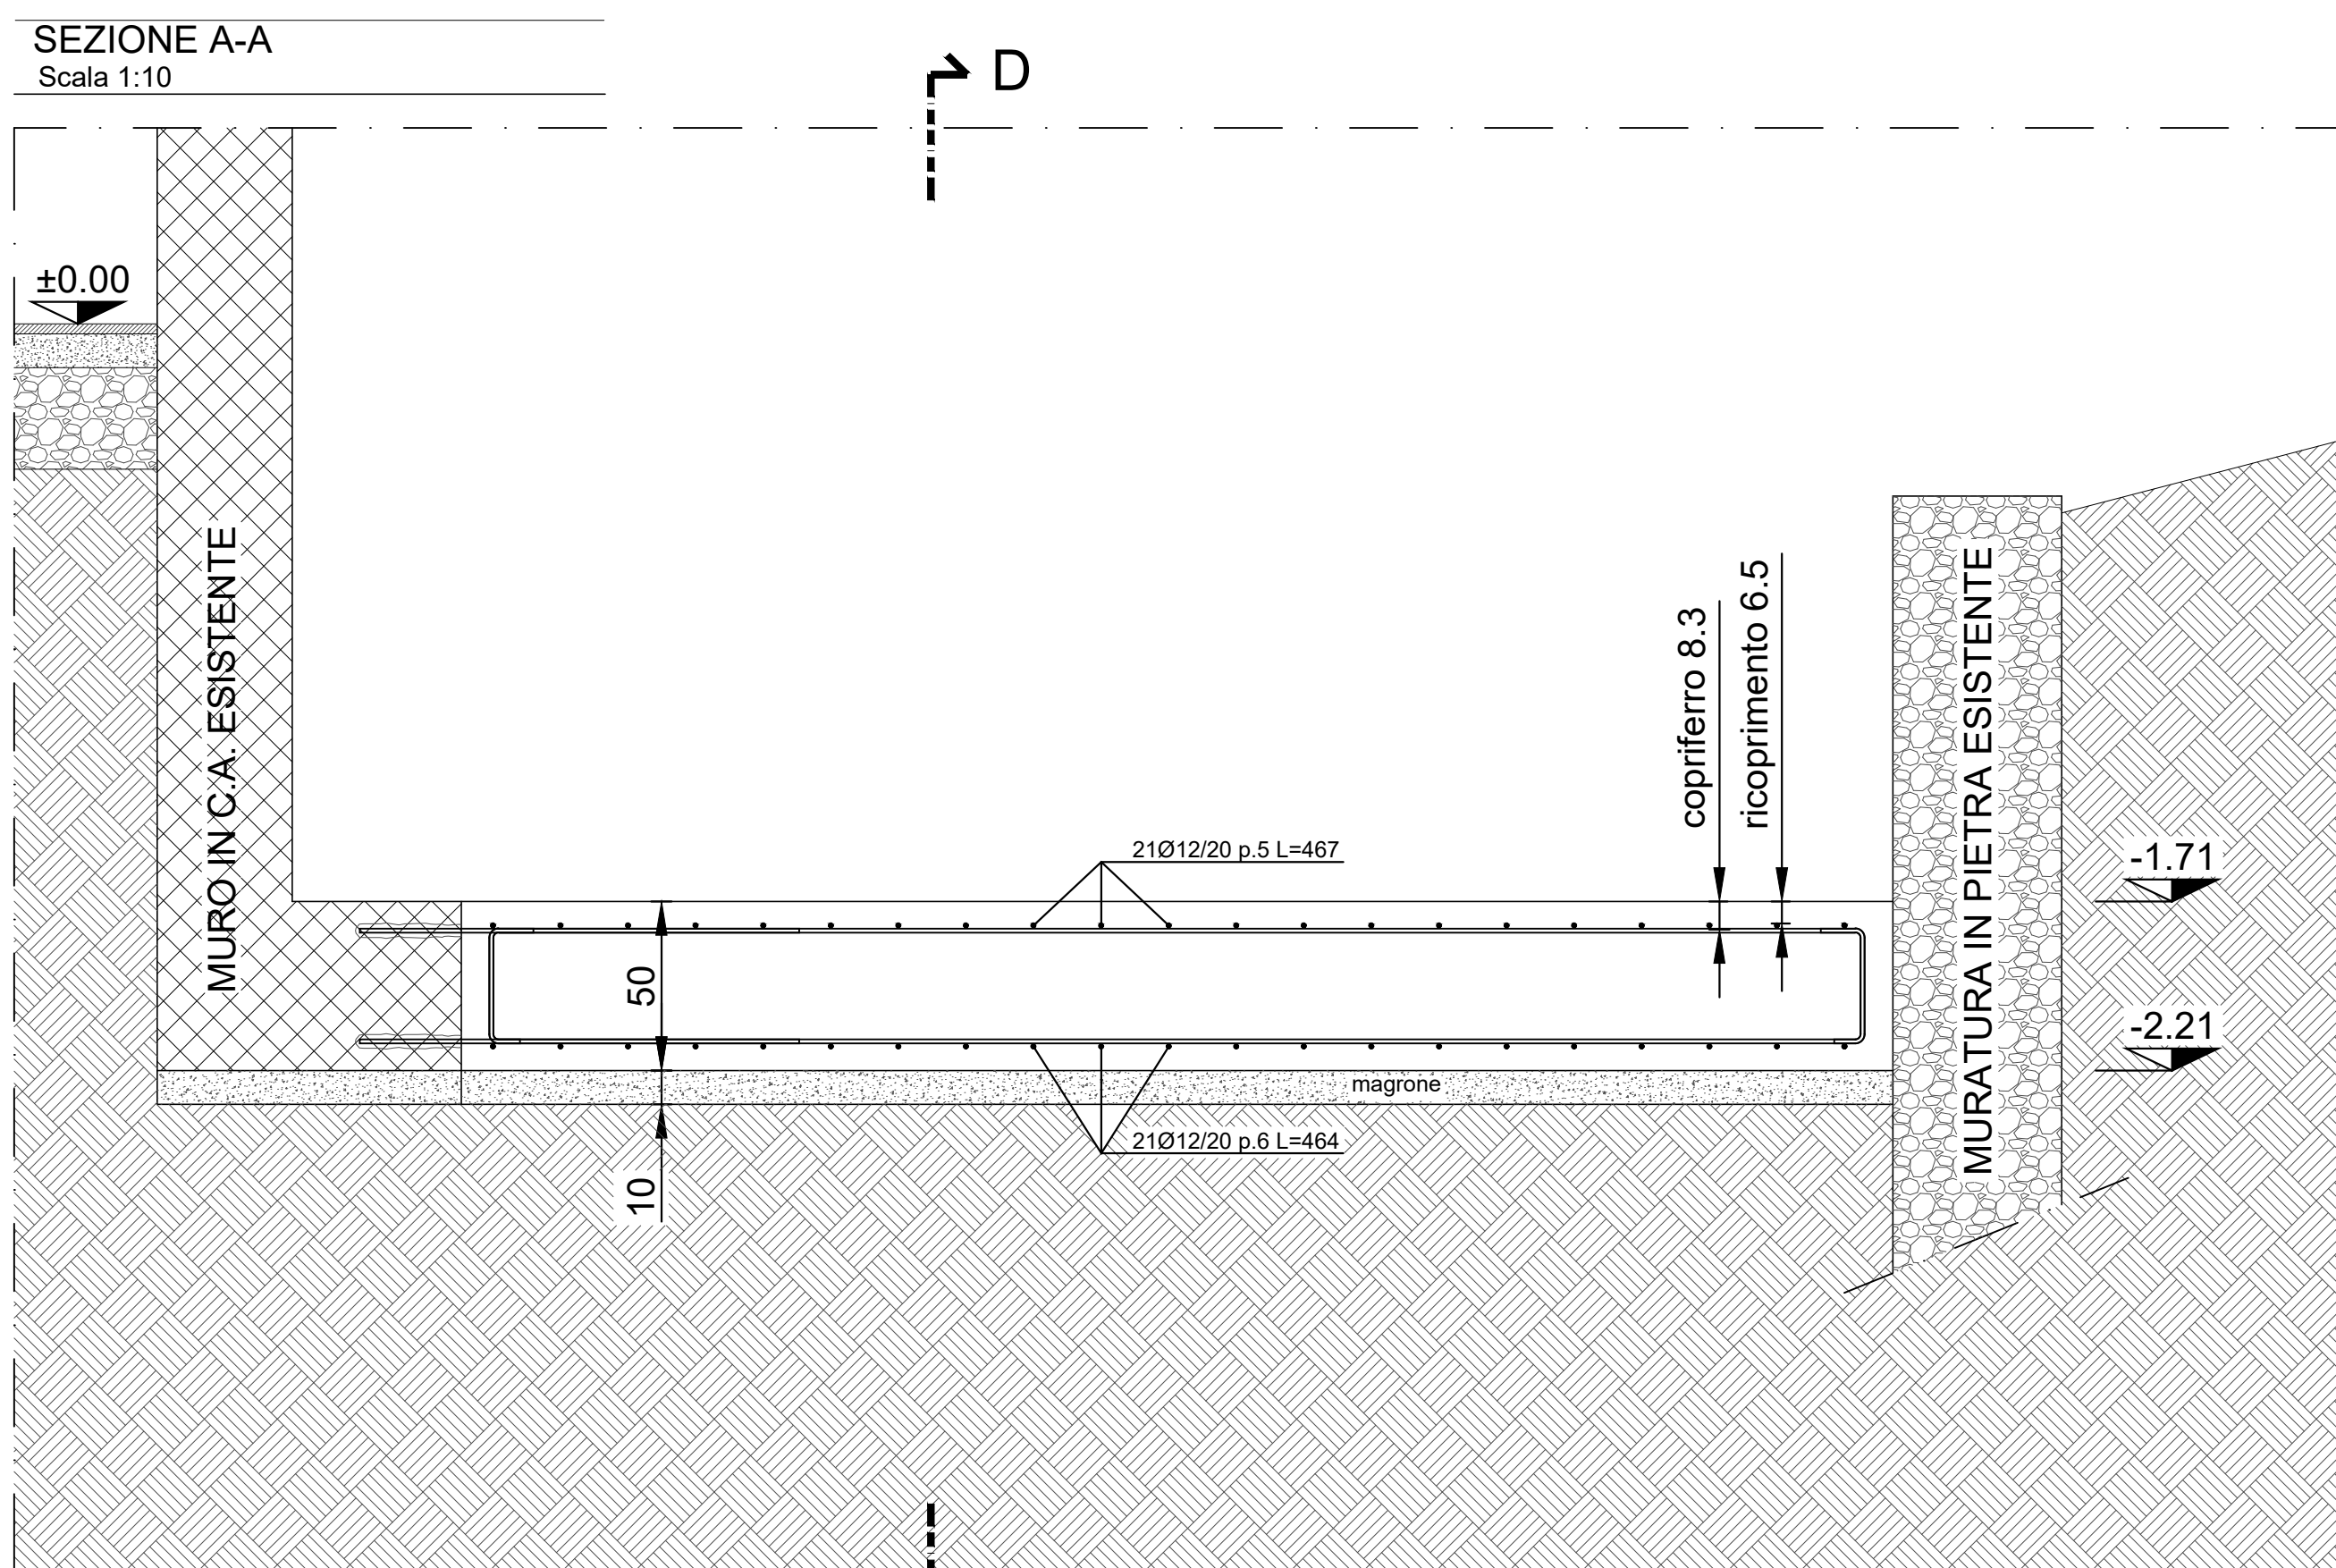 SEZIONE A-A
Scala 1:10
D
±0.00
MURO IN C.A. ESISTENTE
copriferro 8.3
ricoprimento 6.5
MURATURA IN PIETRA ESISTENTE
21Ø12/20 p.5 L=467
-1.71
50
-2.21
magrone
21Ø12/20 p.6 L=464
10